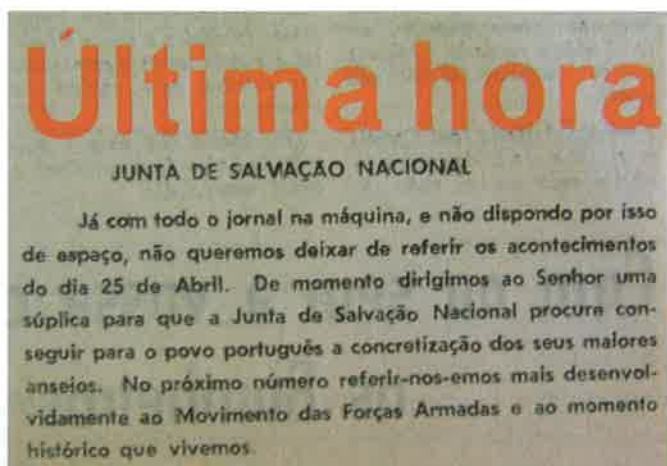 Última hora
JUNTA DE SALVAÇÃO NACIONAL
Já com todo o jornal na máquina, e não dispondo por isso
de espaço, não queremos deixar de referir os acontecimentos
do dia 25 de Abril. De momento dirigimos ao Senhor uma
súplica para que a Junta de Salvação Nacional procure con-
seguir para o povo português a concretização dos seus maiores
anseios. No próximo número referir-nos-emos mais desenvol-
vidamente ao Movimento das Forças Armadas e ao momento
histórico que vivemos.